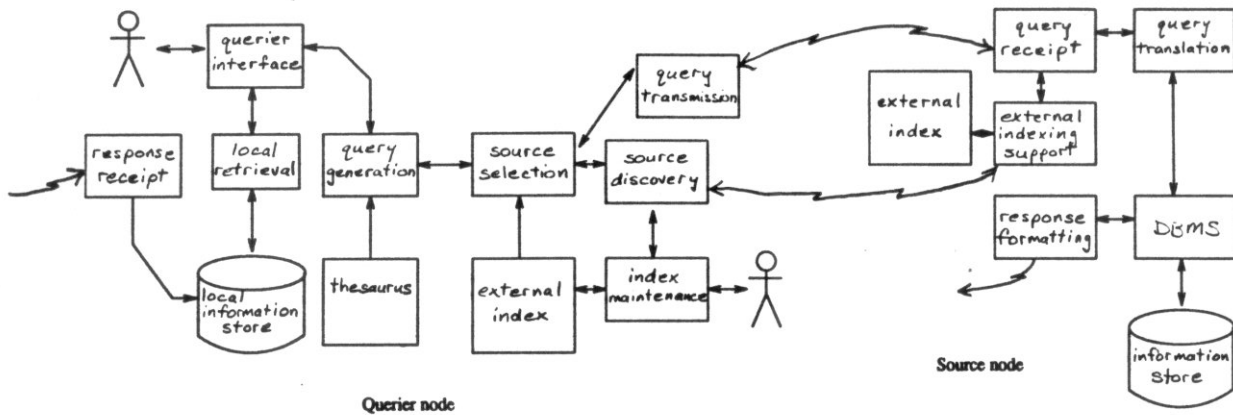 querier
interface
response
receipt
local
retrieval
query
generation
source
selection
query
transmission
source
discovery
local
information
store
thesaurus
external
index
index
maintenance
Querier node
query
receipt
query
translation
external
index
external
indexing
support
response
formatting
DBMS
information
store
Source node